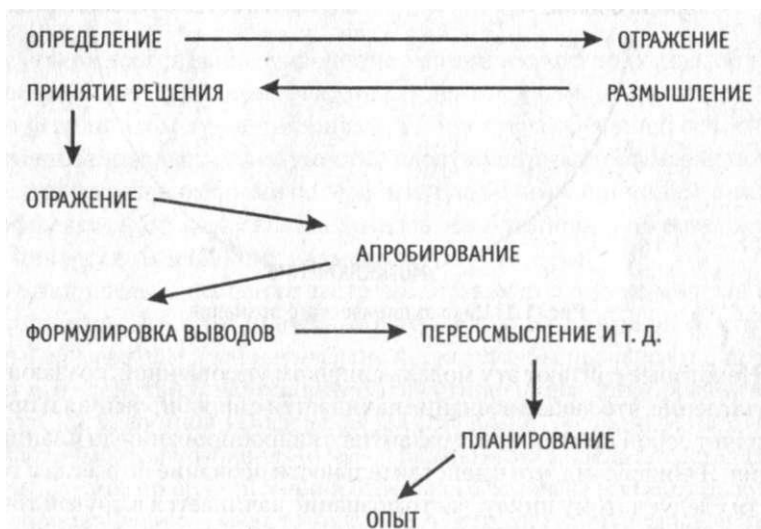 ОПРЕДЕЛЕНИЕ ОТРАЖЕНИЕ
ПРИНЯТИЕ РЕШЕНИЯ РАЗМЫШЛЕНИЕ
ОТРАЖЕНИЕ
АПРОБИРОВАНИЕ
ФОРМУЛИРОВКА ВЫВОДОВ ПЕРЕОСМЫСЛЕНИЕ И Т. Д.
ПЛАНИРОВАНИЕ
ОПЫТ